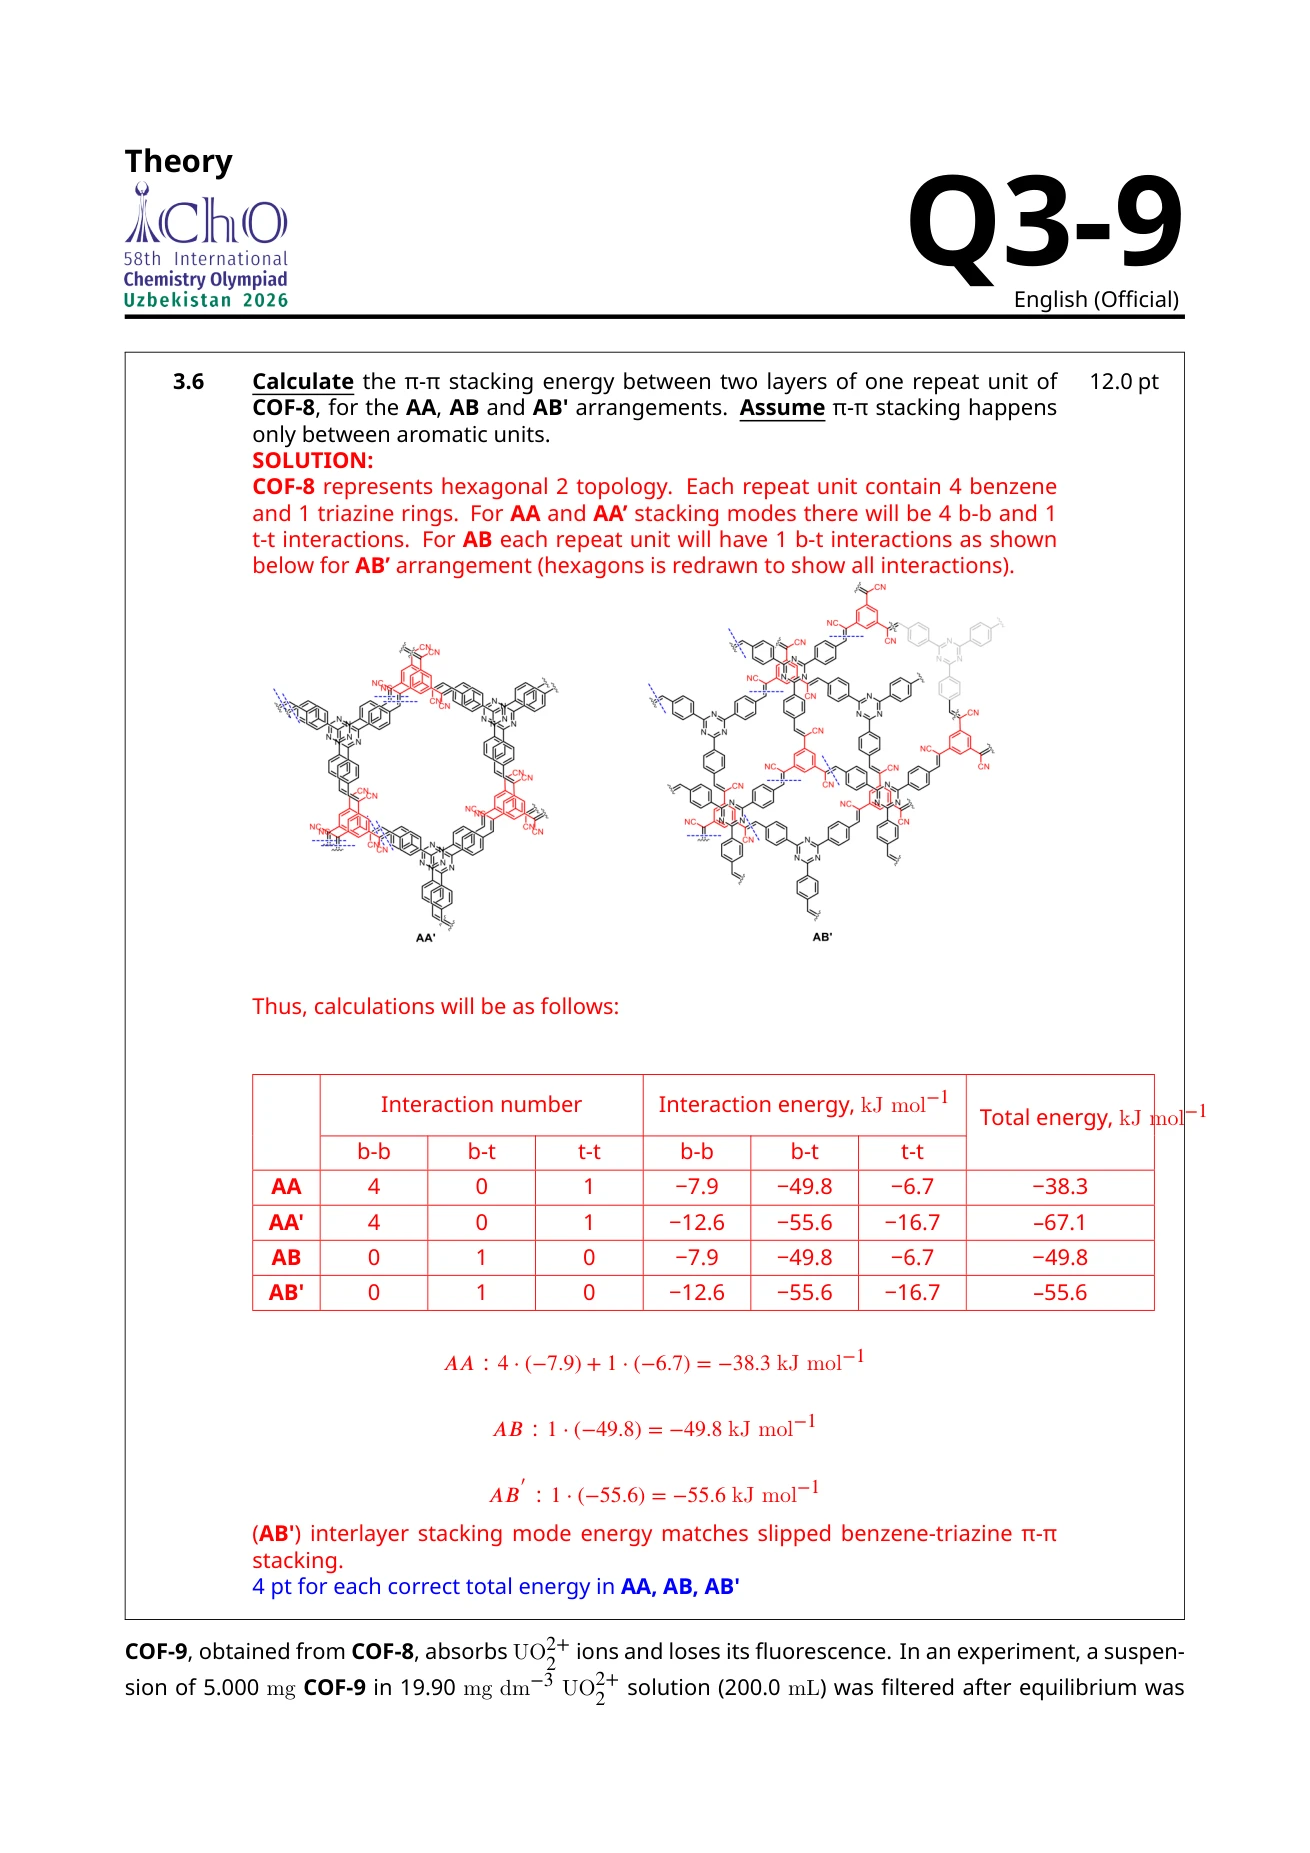 Theory
ichO
58th International
Chemistry Olympiad
Uzbekistan 2026
Q3-9
English (Official)
3.6 Calculate the π-π stacking energy between two layers of one repeat unit of 12.0 pt
COF-8, for the AA, AB and AB' arrangements. Assume π-π stacking happens
only between aromatic units.
SOLUTION:
COF-8 represents hexagonal 2 topology. Each repeat unit contain 4 benzene
and 1 triazine rings. For AA and AA’ stacking modes there will be 4 b-b and 1
t-t interactions. For AB each repeat unit will have 1 b-t interactions as shown
below for AB’ arrangement (hexagons is redrawn to show all interactions).
AA'
AB'
Thus, calculations will be as follows:
Interaction number Interaction energy, kJ mol−1 Total energy, kJ mol−1
b-b b-t t-t b-b b-t t-t
AA 4 0 1 −7.9 −49.8 −6.7 −38.3
AA' 4 0 1 −12.6 −55.6 −16.7 –67.1
AB 0 1 0 −7.9 −49.8 −6.7 −49.8
AB' 0 1 0 −12.6 −55.6 −16.7 –55.6
AA : 4 · (−7.9) + 1 · (−6.7) = −38.3 kJ mol−1
AB : 1 · (−49.8) = −49.8 kJ mol−1
AB′ : 1 · (−55.6) = −55.6 kJ mol−1
(AB') interlayer stacking mode energy matches slipped benzene-triazine π-π
stacking.
4 pt for each correct total energy in AA, AB, AB'
COF-9, obtained from COF-8, absorbs UO2 2+ ions and loses its fluorescence. In an experiment, a suspen-
sion of 5.000 mg COF-9 in 19.90 mg dm−3 UO2 2+ solution (200.0 mL) was filtered after equilibrium was